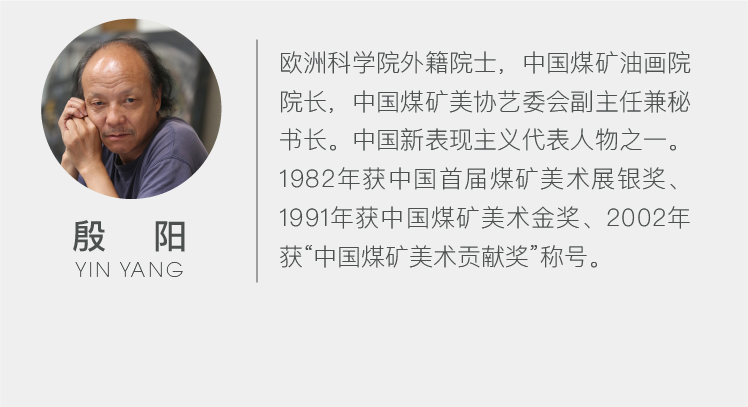 殷 阳
YIN YANG
欧洲科学院外籍院士，中国煤矿油画院
院长，中国煤矿美协艺委会副主任兼秘
书长。中国新表现主义代表人物之一。
1982年获中国首届煤矿美术展银奖、
1991年获中国煤矿美术金奖、2002年
获“中国煤矿美术贡献奖”称号。